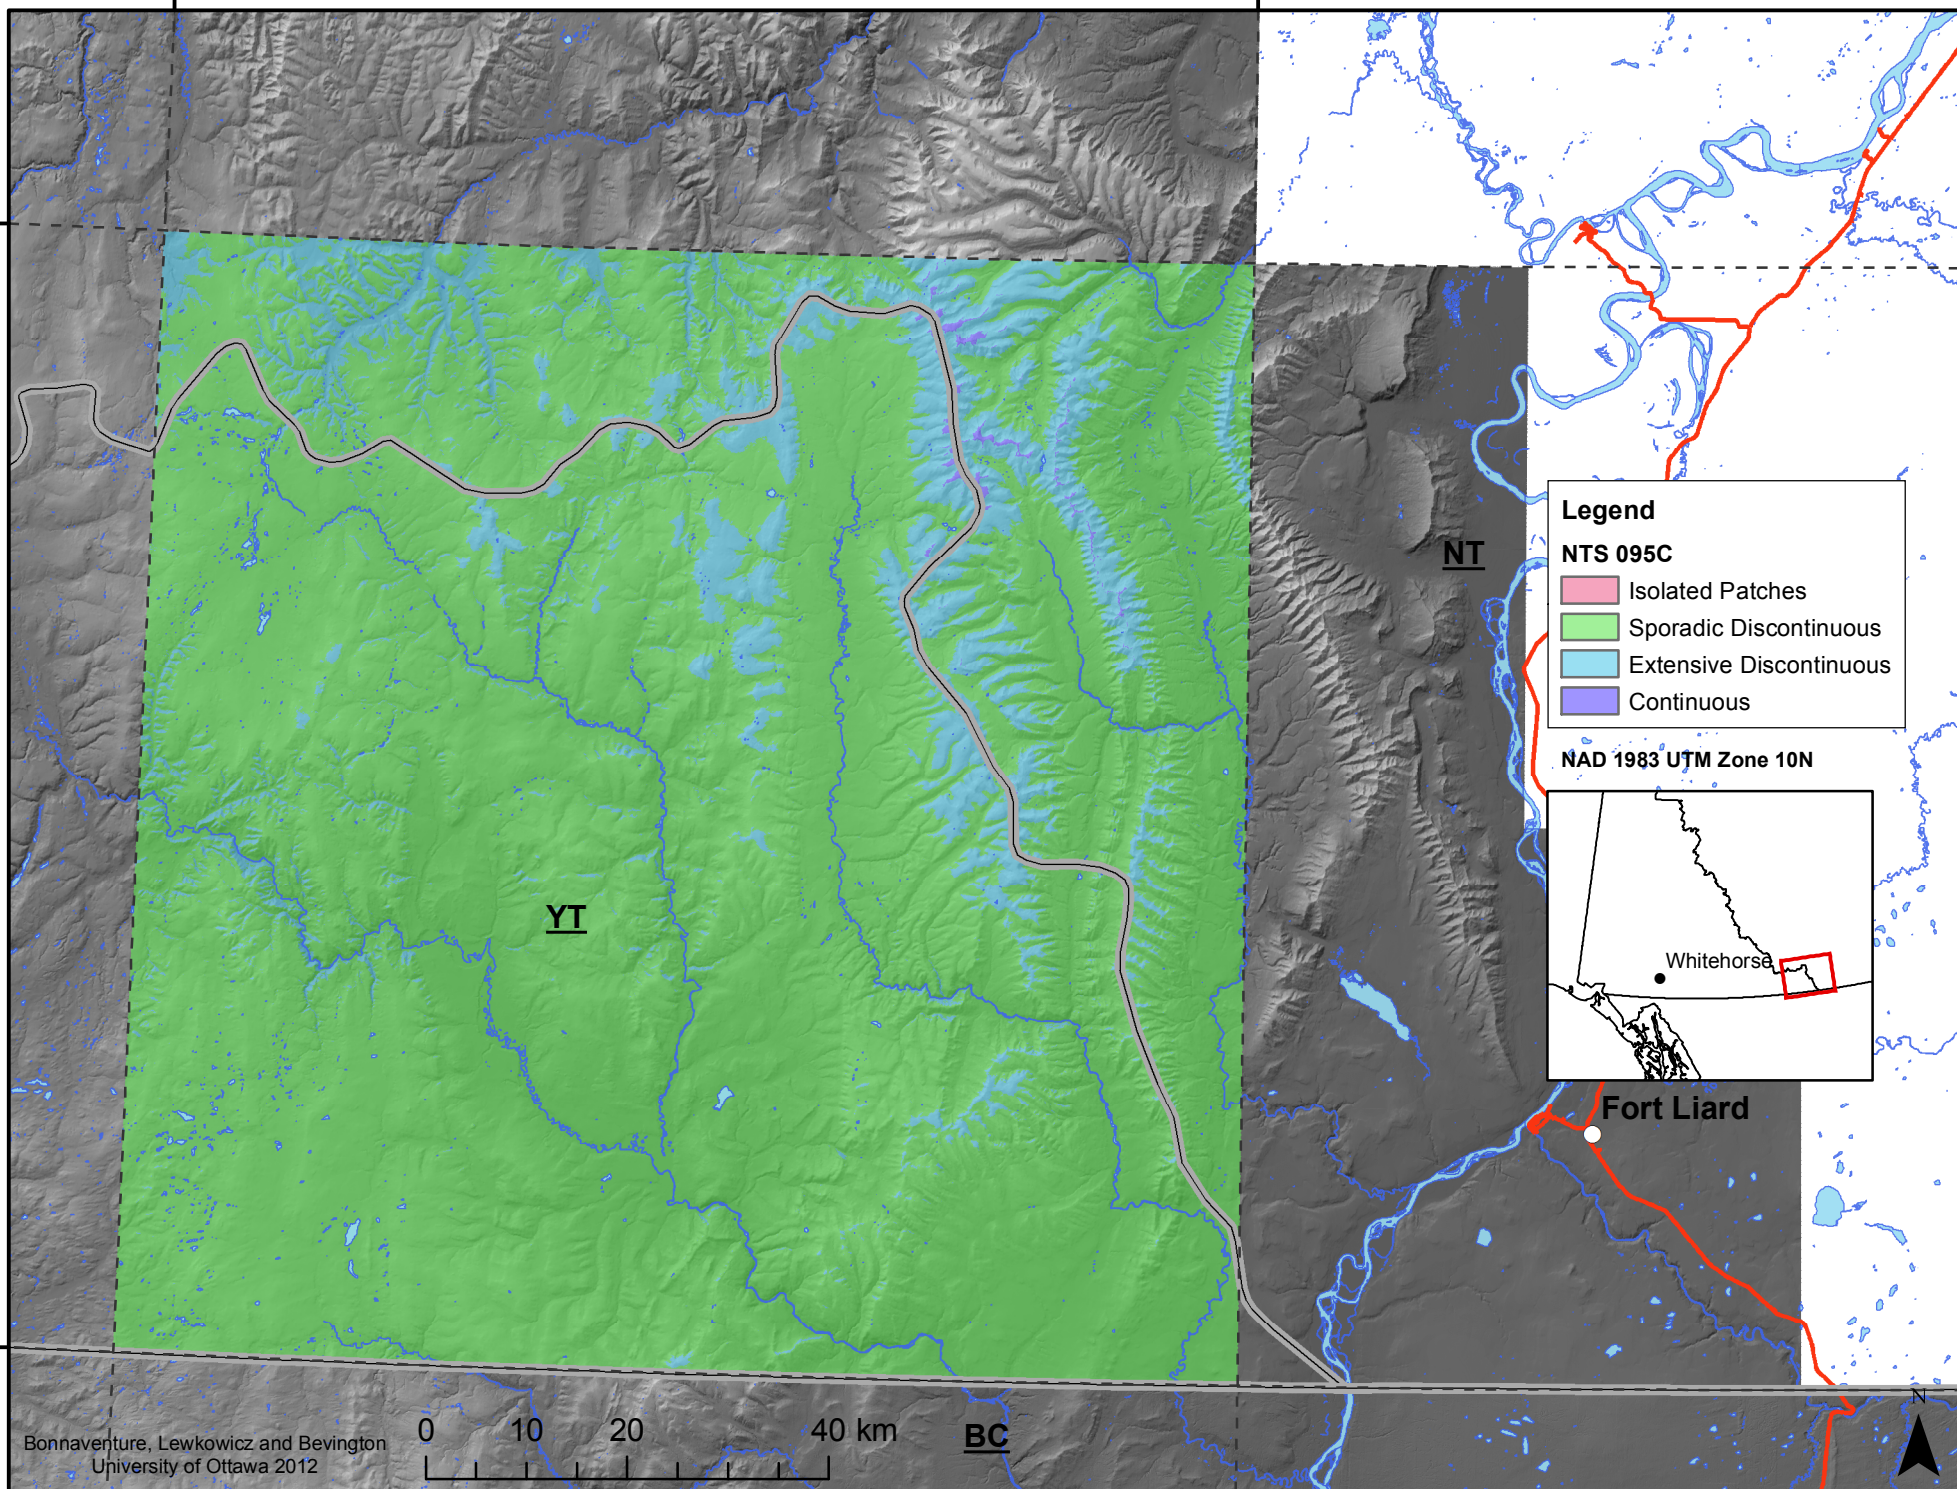 Legend
NTS 095C
Isolated Patches
Sporadic Discontinuous
Extensive Discontinuous
Continuous
NAD 1983 UTM Zone 10N
NT
YT
Whitehorse
Fort Liard
BC
0 10 20 40 km
Bonnaventure, Lewkowicz and Bevington
University of Ottawa 2012
N